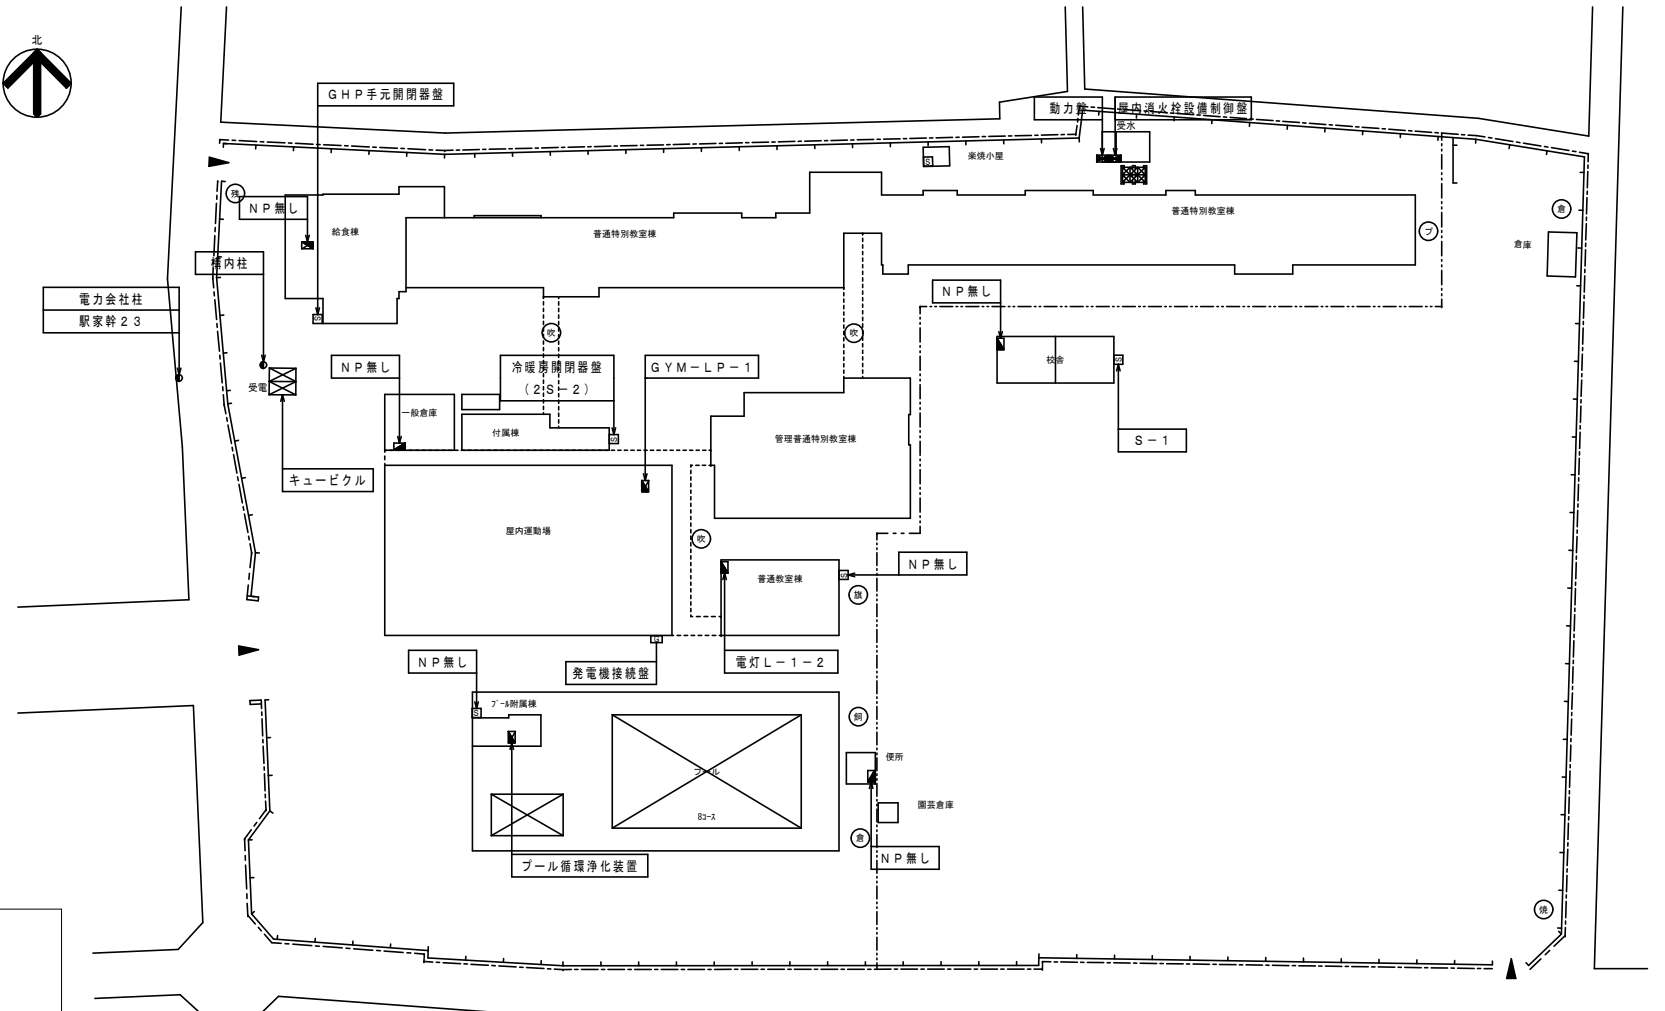 北
GHP手元開閉器盤
動力盤
屋内消火栓設備制御盤
受水
S
楽焼小屋
残
NP無し
給食棟
普通特別教室棟
普通特別教室棟
倉
プ
倉庫
構内柱
電力会社柱
駅家幹23
NP無し
S
吹
吹
NP無し
冷暖房開閉器盤
(2S-2)
GYM-LP-1
校舎
S
受電
一般倉庫
付属棟
S
管理普通特別教室棟
S-1
キュービクル
屋内運動場
吹
普通教室棟
S
NP無し
旗
G
NP無し
発電機接続盤
電灯L-1-2
プール附属棟
S
飼
便所
プール
8コース
園芸倉庫
倉
NP無し
プール循環浄化装置
焼